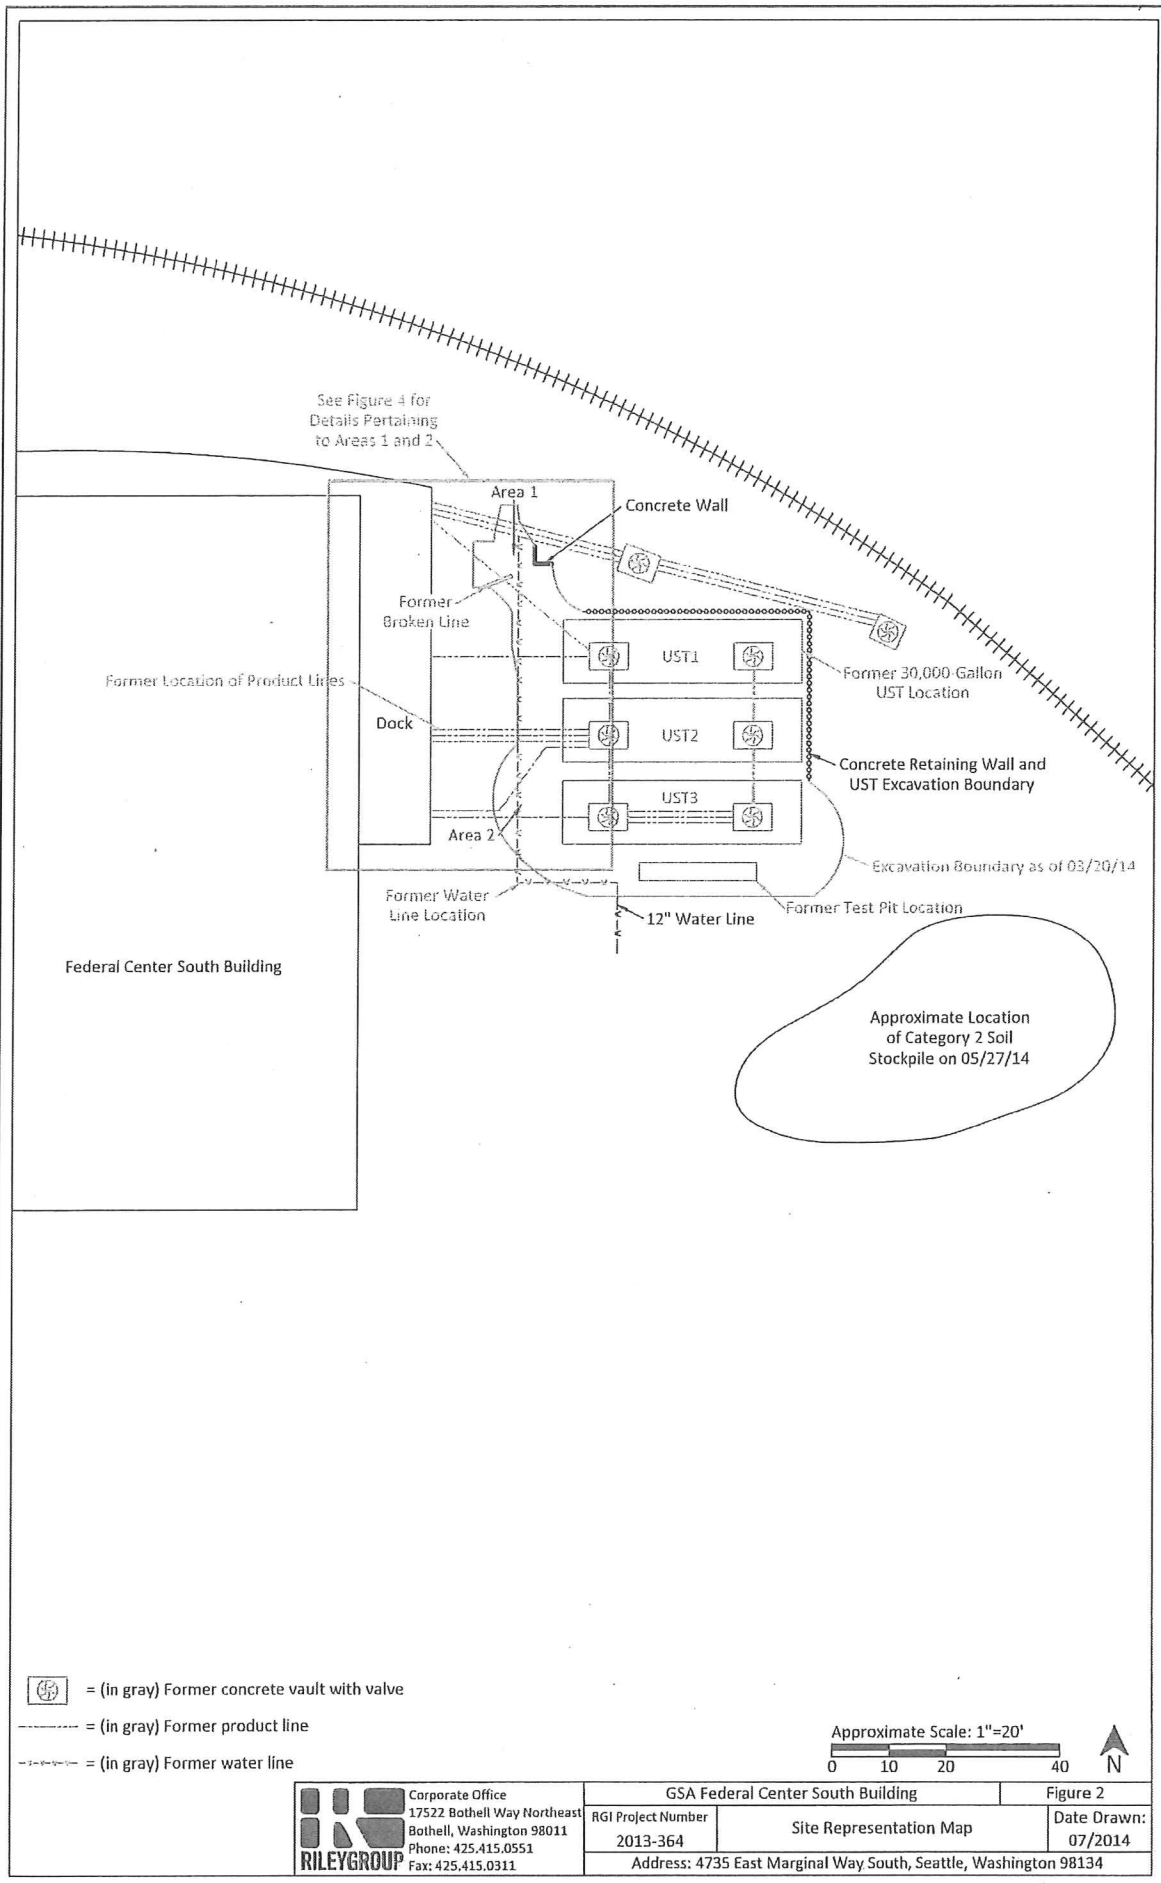 See Figure 4 for
Details Pertaining
to Areas 1 and 2
Area 1
Concrete Wall
Former
Broken Line
UST1
Former 30,000-Gallon
UST Location
Former Location of Product Lines
Dock
UST2
Concrete Retaining Wall and
UST Excavation Boundary
UST3
Area 2
Excavation Boundary as of 03/20/14
Former Water
Line Location
Former Test Pit Location
12" Water Line
Federal Center South Building
Approximate Location
of Category 2 Soil
Stockpile on 05/27/14
= (in gray) Former concrete vault with valve
= (in gray) Former product line
= (in gray) Former water line
Approximate Scale: 1"=20'
0 10 20 40
N
RILEYGROUP
Corporate Office
17522 Bothell Way Northeast
Bothell, Washington 98011
Phone: 425.415.0551
Fax: 425.415.0311
GSA Federal Center South Building
Figure 2
RGI Project Number
2013-364
Site Representation Map
Date Drawn:
07/2014
Address: 4735 East Marginal Way South, Seattle, Washington 98134